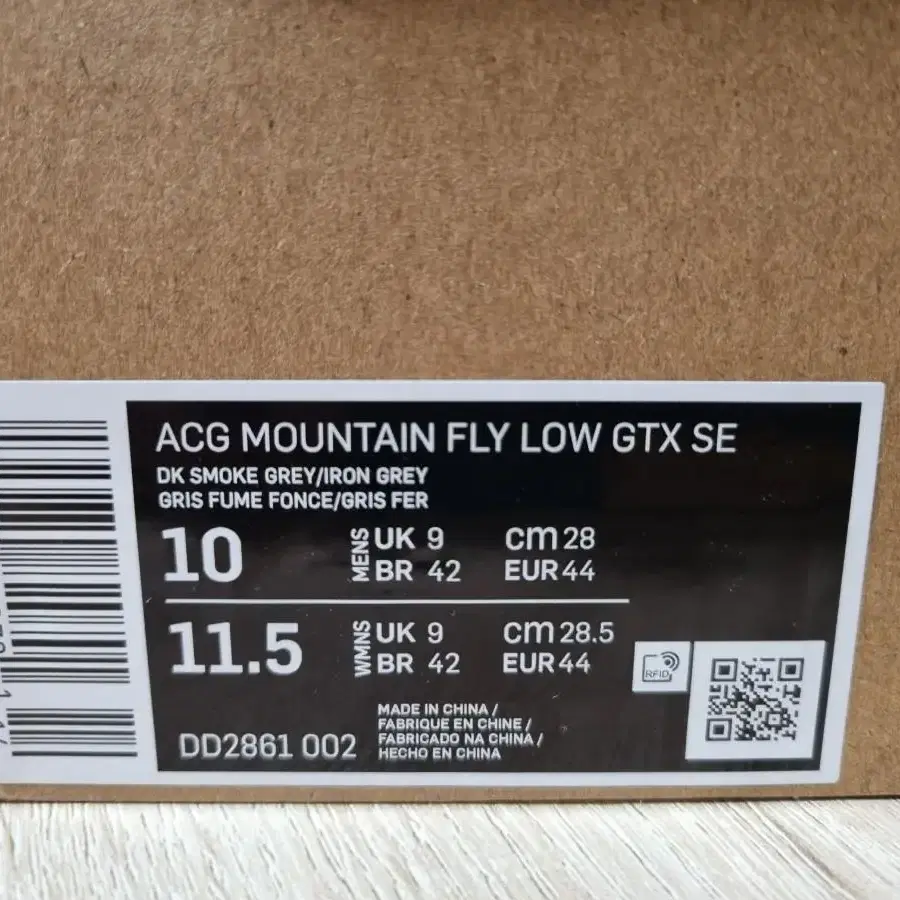 ACG MOUNTAIN FLY LOW GTX SE
DK SMOKE GREY/IRON GREY
GRIS FUME FONCE/GRIS FER
10 MENS UK 9 cm 28
BR 42 EUR 44
11.5 WMNS UK 9 cm 28.5
BR 42 EUR 44
RFID
MADE IN CHINA /
FABRIQUE EN CHINE /
FABRICADO NA CHINA /
HECHO EN CHINA
DD2861 002